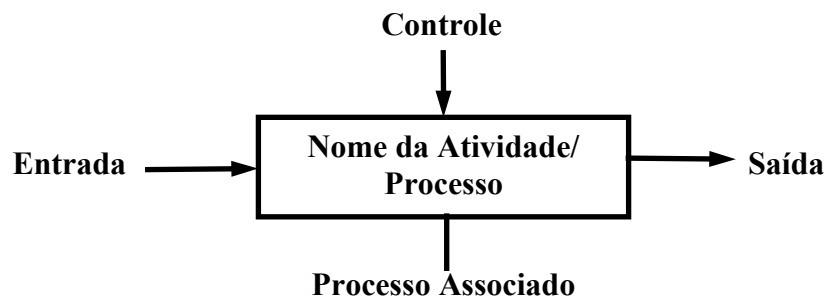 Controle
Entrada
Nome da Atividade/
Processo
Saída
Processo Associado